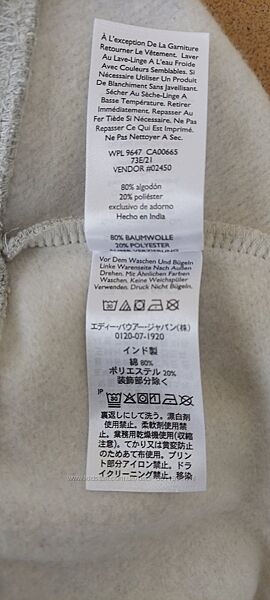 À L'exception De La Garniture
Retourner Le Vêtement. Laver
Au Lave-Linge A L'eau Froide
Avec Couleurs Semblables. Si
Nécessaire Utiliser Un Produit
De Blanchiment Sans Javellisant.
Sécher Au Sèche-Linge A
Basse Température. Retirer
Immédiatement. Repasser Au
Fer Tiède Si Nécessaire. Ne Pas
Repasser Ce Qui Est Imprimé.
Ne Pas Nettoyer A Sec.
WPL 9647 CA00665
73E/21
VENDOR #02450
80% algodón
20% poliéster
exclusivo de adorno
Hecho en India
80% BAUMWOLLE
20% POLYESTER
Vor Dem Waschen Und Bügeln
Linke Warenseite Nach Außen
Drehen. Mit Ähnlichen Farben
Waschen. Keine Weichspüler
Verwenden. Druck Nicht Bügeln.
エディー・バウアー・ジャパン(株)
0120-07-1920
インド製
綿 80%
ポリエステル 20%
装飾部分除く
JP
裏返しにして洗う。漂白剤
使用禁止。柔軟剤使用禁
止。業務用乾燥機使用(収縮
注意)。てかり又は黄変防止
のためあて布使用。プリン
ト部分アイロン禁止。ドラ
イクリーニング禁止。移染